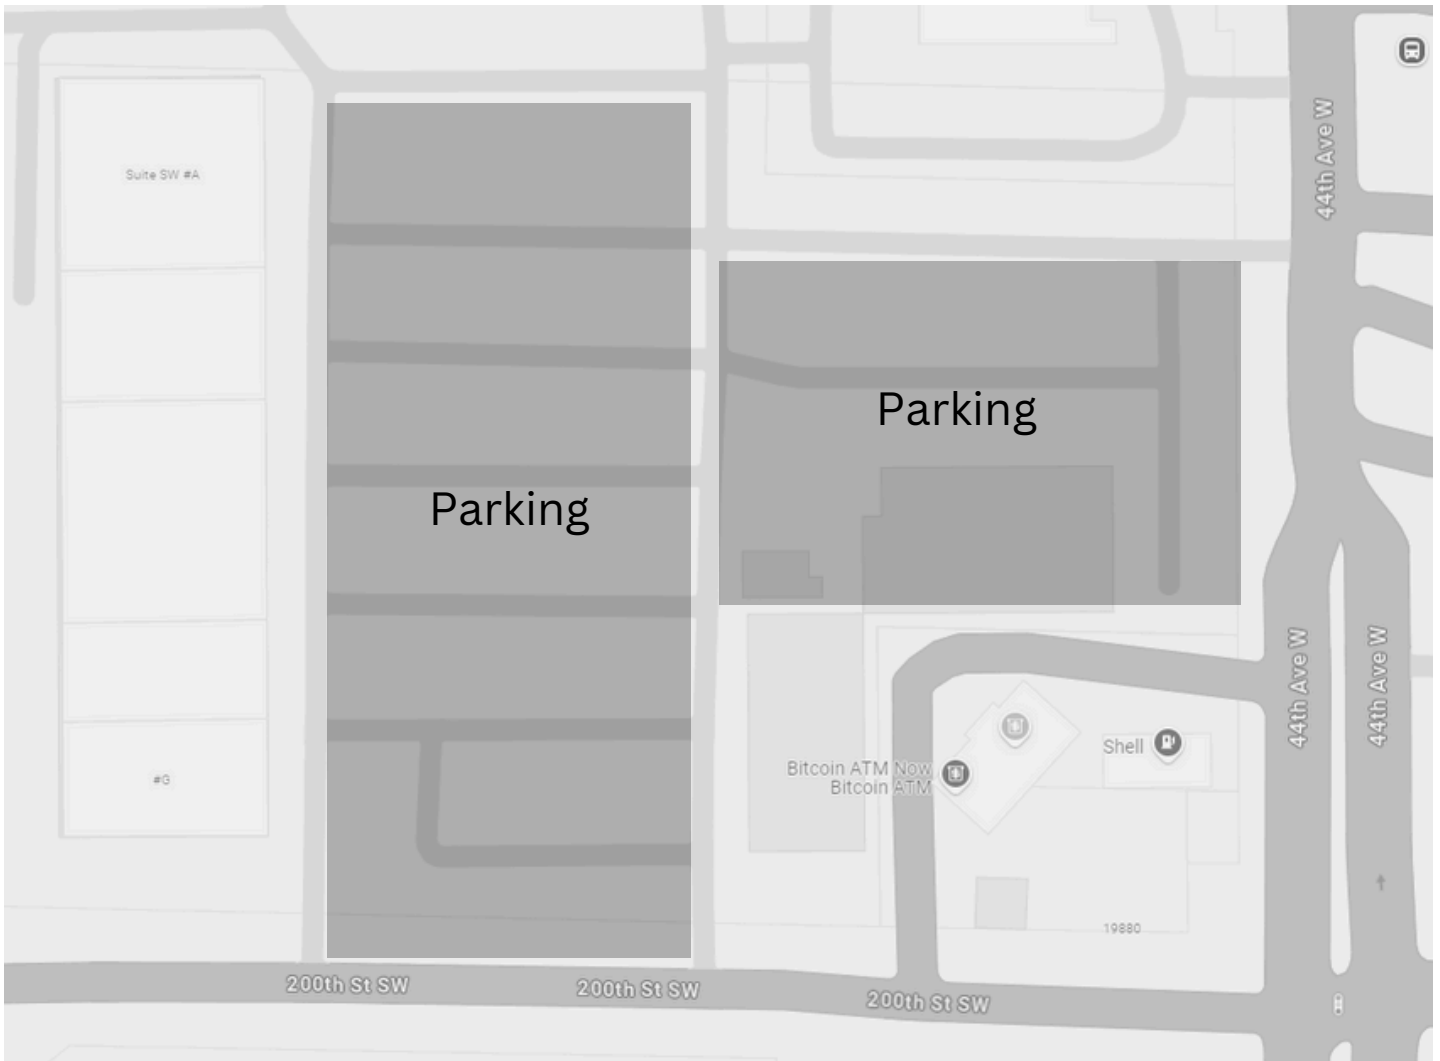 44th Ave W
Suite SW #A
Parking
Parking
44th Ave W
44th Ave W
Shell
Bitcoin ATM Now
Bitcoin ATM
#G
19880
200th St SW
200th St SW
200th St SW